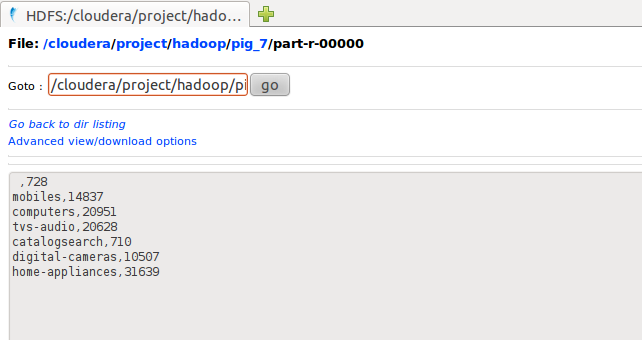 HDFS:/cloudera/project/hado...
File: /cloudera/project/hadoop/pig_7/part-r-00000
Goto : /cloudera/project/hadoop/pi go
Go back to dir listing
Advanced view/download options
,728
mobiles,14837
computers,20951
tvs-audio,20628
catalogsearch,710
digital-cameras,10507
home-appliances,31639